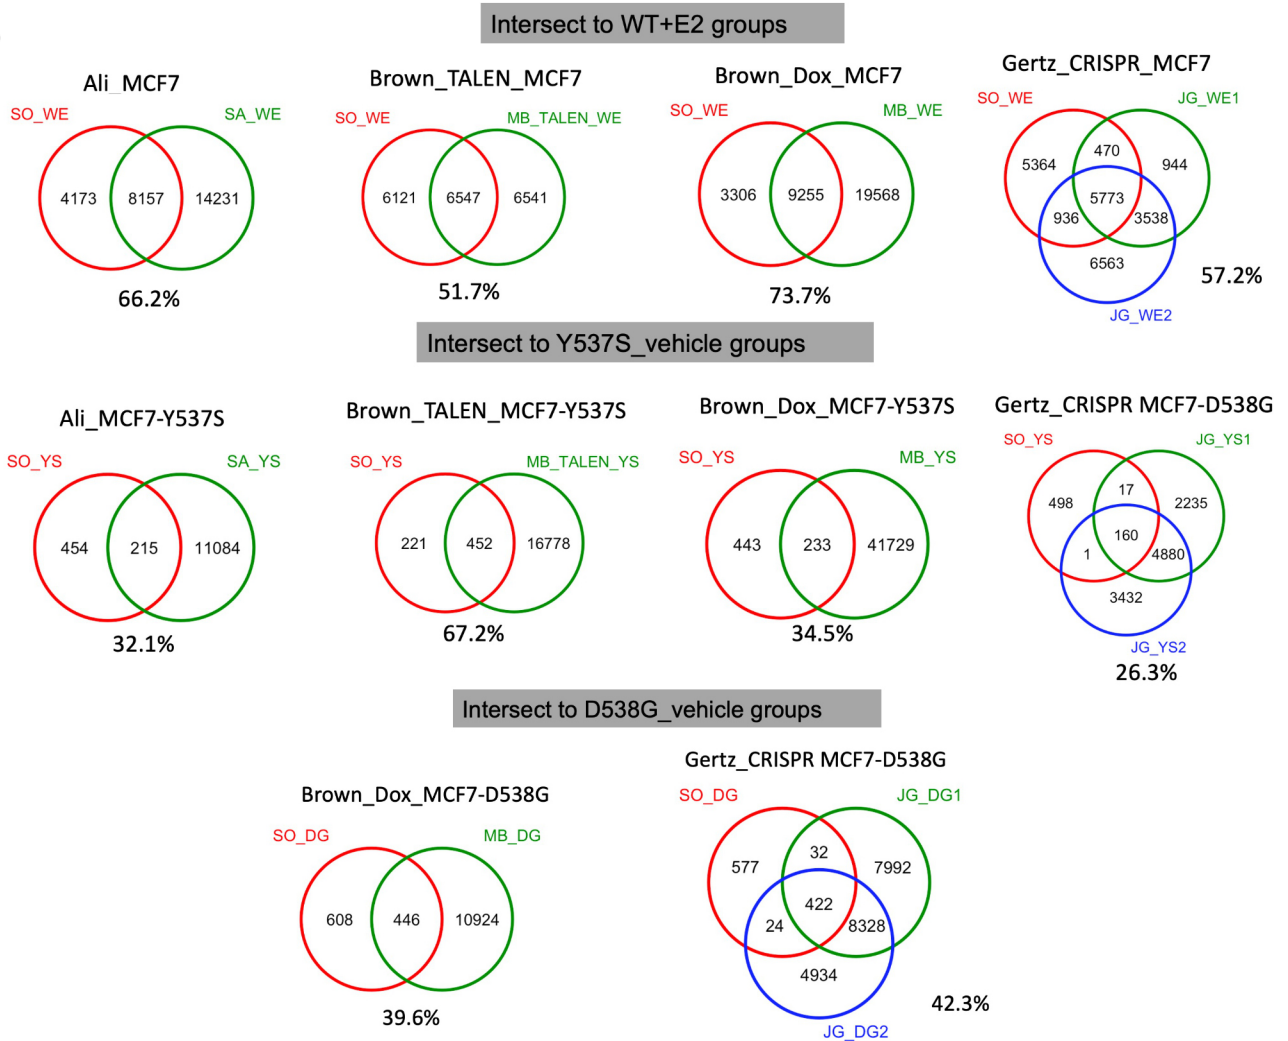 Intersect to WT+E2 groups
Ali_MCF7
SO_WE
SA_WE
4173
8157
14231
66.2%
Brown_TALEN_MCF7
SO_WE
MB_TALEN_WE
6121
6547
6541
51.7%
Brown_Dox_MCF7
SO_WE
MB_WE
3306
9255
19568
73.7%
Gertz_CRISPR_MCF7
SO_WE
JG_WE1
470
5364
944
5773
936
3538
6563
57.2%
JG_WE2
Intersect to Y537S_vehicle groups
Ali_MCF7-Y537S
SO_YS
SA_YS
454
215
11084
32.1%
Brown_TALEN_MCF7-Y537S
SO_YS
MB_TALEN_YS
221
452
16778
67.2%
Brown_Dox_MCF7-Y537S
SO_YS
MB_YS
443
233
41729
34.5%
Gertz_CRISPR MCF7-D538G
SO_YS
JG_YS1
17
498
2235
160
1
4880
3432
JG_YS2
26.3%
Intersect to D538G_vehicle groups
Brown_Dox_MCF7-D538G
SO_DG
MB_DG
608
446
10924
39.6%
Gertz_CRISPR MCF7-D538G
SO_DG
JG_DG1
32
577
7992
422
24
8328
4934
42.3%
JG_DG2